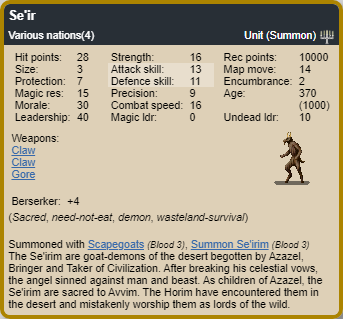 Se'ir
Various nations(4) Unit (Summon)
Hit points: 28 Strength: 16 Rec points: 10000
Size: 3 Attack skill: 13 Map move: 14
Protection: 7 Defence skill: 11 Encumbrance: 2
Magic res: 15 Precision: 9 Age: 370
Morale: 30 Combat speed: 16 (1000)
Leadership: 40 Magic ldr: 0 Undead ldr: 10
Weapons:
Claw
Claw
Gore
Berserker: +4
(Sacred, need-not-eat, demon, wasteland-survival)
Summoned with Scapegoats (Blood 3), Summon Se'irim (Blood 3)
The Se'irim are goat-demons of the desert begotten by Azazel,
Bringer and Taker of Civilization. After breaking his celestial vows,
the angel sinned against man and beast. As children of Azazel, the
Se'irim are sacred to Avvim. The Horim have encountered them in
the desert and mistakenly worship them as lords of the wild.